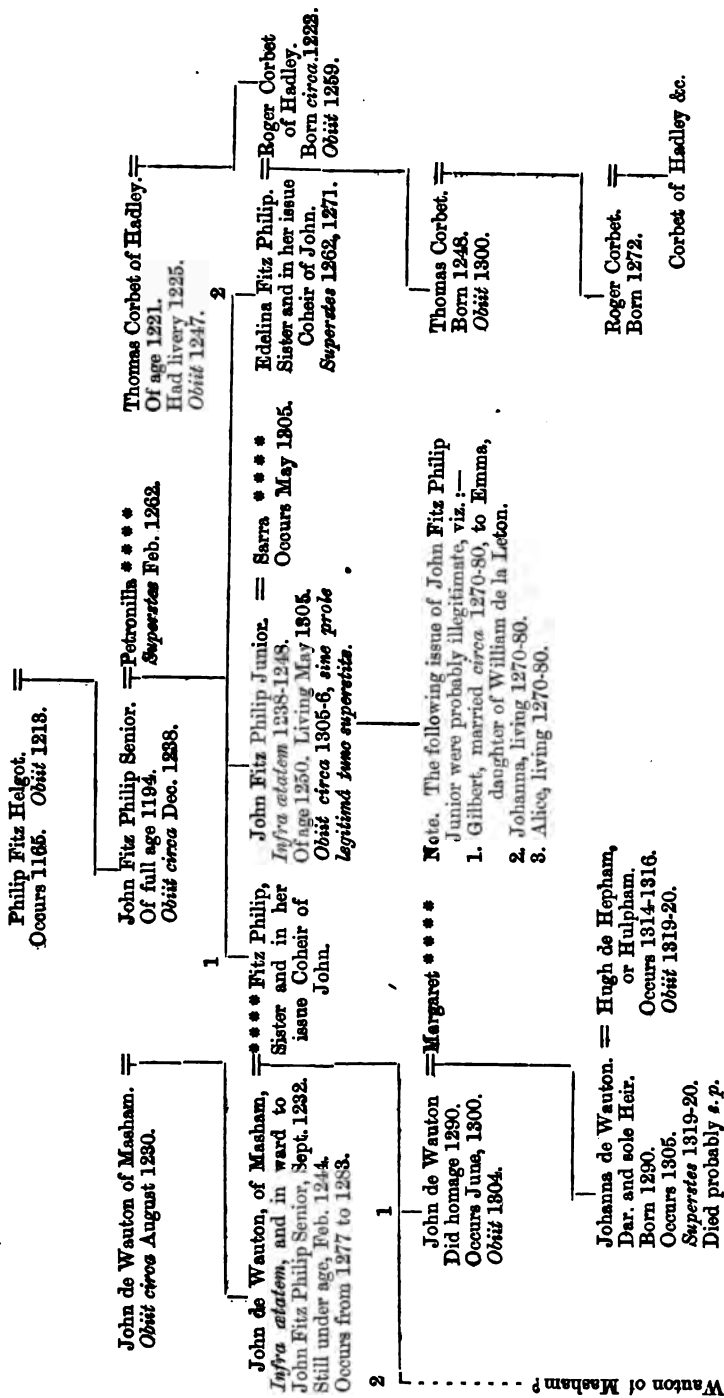 Philip Fitz Helgot. =
Occurs 1165. Obiit 1213.
John de Wauton of Masham. =
Obiit circa August 1230.
John Fitz Philip Senior. = Petronilla ****
Of full age 1194. Superstes Feb. 1262.
Obiit circa Dec. 1238.
Thomas Corbet of Hadley. =
Of age 1221.
Had livery 1225.
Obiit 1247.
1
2
John de Wauton, of Masham, =
Infra ætatem, and in ward to
John Fitz Philip Senior, Sept. 1232.
Still under age, Feb. 1244.
Occurs from 1277 to 1283.
**** Fitz Philip,
Sister and in her
issue Coheir of
John.
John Fitz Philip Junior. = Sarra ****
Infra ætatem 1238-1248. Occurs May 1305.
Of age 1250. Living May 1305.
Obiit circa 1305-6, sine prole
legitimâ tunc superstite.
Edelina Fitz Philip. =
Sister and in her issue
Coheir of John.
Superstes 1262, 1271.
Roger Corbet
of Hadley.
Born circa 1222.
Obiit 1259.
2
1
Wauton of Masham?
John de Wauton = Margaret ****
Did homage 1290.
Occurs June, 1300.
Obiit 1304.
Note. The following issue of John Fitz Philip
Junior were probably illegitimate, viz.:—
1. Gilbert, married circa 1270-80, to Emma,
daughter of William de la Leton.
2. Johanna, living 1270-80.
3. Alice, living 1270-80.
Thomas Corbet. =
Born 1248.
Obiit 1300.
Johanna de Wauton. = Hugh de Hepham,
Dar. and sole Heir. or Hulpham.
Born 1290. Occurs 1314-1316.
Occurs 1305. Obiit 1319-20.
Superstes 1319-20.
Died probably s.p.
Roger Corbet. =
Born 1272.
Corbet of Hadley &c.